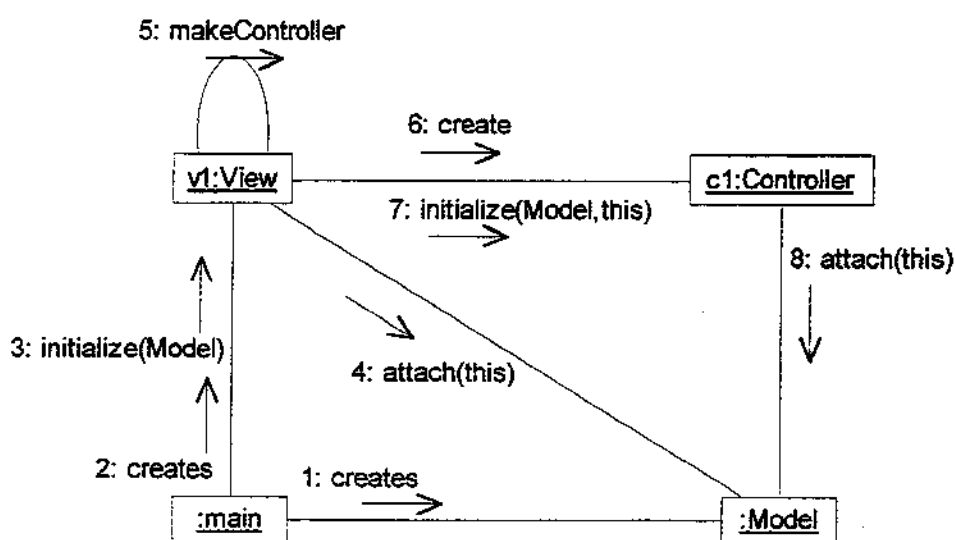 5: makeController
6: create
v1:View
c1:Controller
7: initialize(Model,this)
8: attach(this)
3: initialize(Model)
4: attach(this)
2: creates
1: creates
:main
:Model